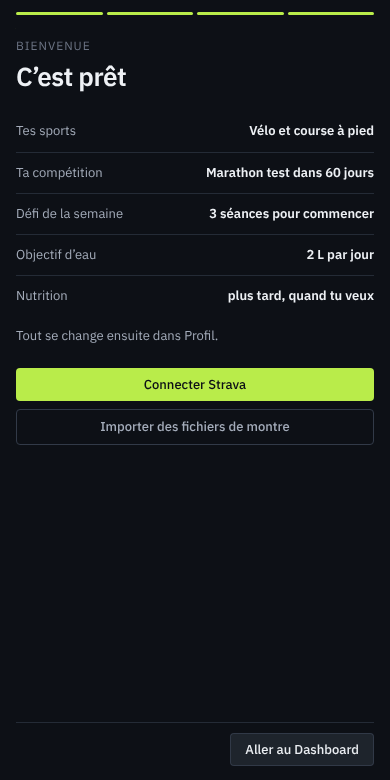 BIENVENUE
C’est prêt
Tes sports Vélo et course à pied
Ta compétition Marathon test dans 60 jours
Défi de la semaine 3 séances pour commencer
Objectif d’eau 2 L par jour
Nutrition plus tard, quand tu veux
Tout se change ensuite dans Profil.
Connecter Strava
Importer des fichiers de montre
Aller au Dashboard